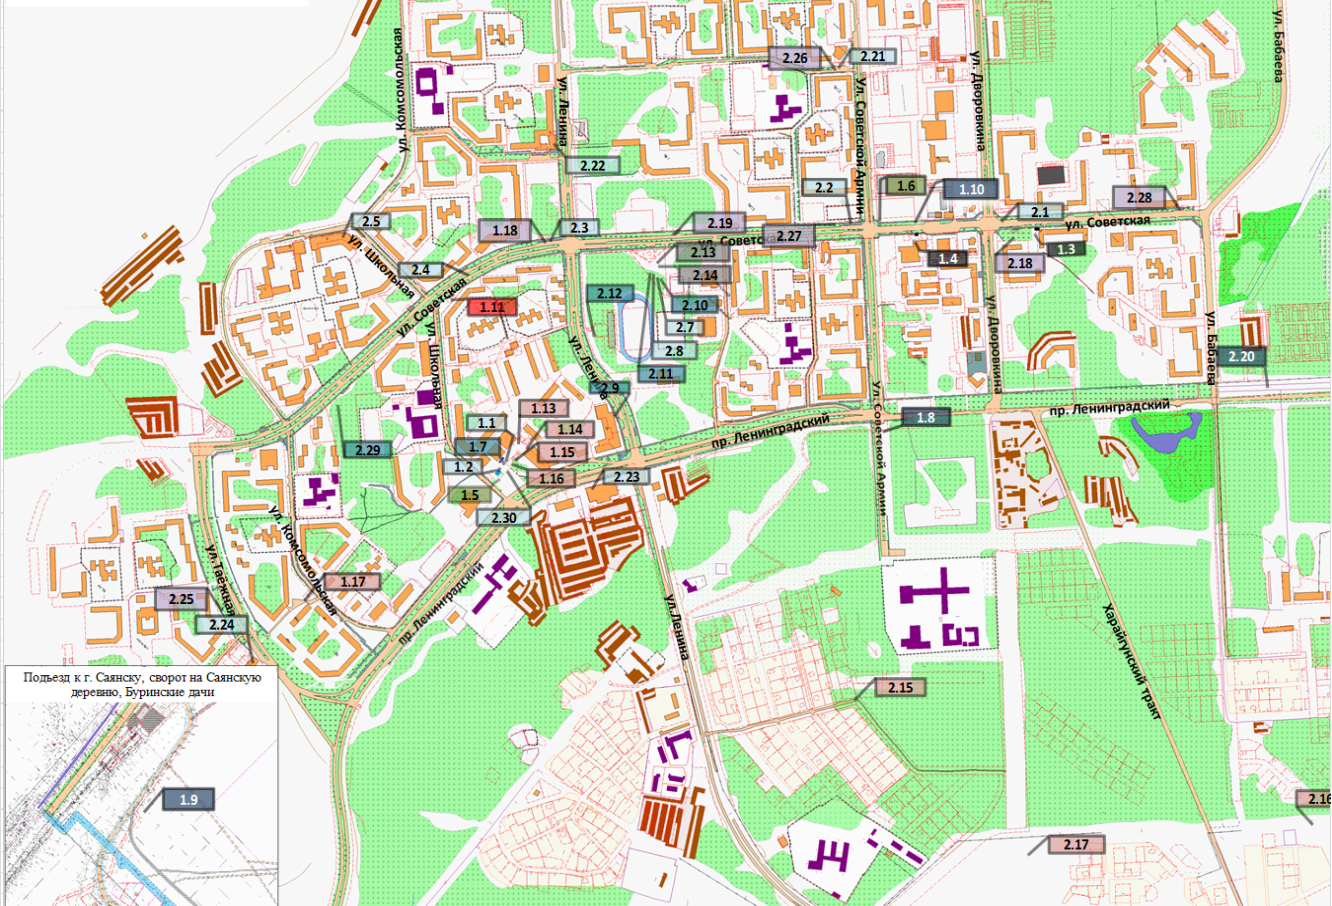 ул. Комсомольская
ул. Ленина
2.26
2.21
ул. Советской Армии
ул. Дворовкина
ул. Бабаева
2.22
2.2
1.6
1.10
2.28
2.5
1.18
2.3
2.19
2.27
2.1
ул. Советская
ул. Советс
2.13
1.4
1.3
2.18
ул. Школьная
2.4
2.14
ул. Советская
1.11
2.12
2.10
2.7
ул. Школьная
2.8
ул. Ленина
2.11
2.9
ул. Дворовкина
ул. Бабаева
2.20
1.13
1.1
1.14
1.7
1.15
1.2
1.16
2.23
1.5
2.30
2.29
пр. Ленинградский
ул. Советской Армии
1.8
пр. Ленинградский
ул. Комсомольская
ул. Таёжная
1.17
2.25
2.24
пр. Ленинградский
ул. Ленина
Харайгунский тракт
2.15
Подъезд к г. Саянску, сворот на Саянскую
деревню, Буринские дачи
1.9
2.16
2.17